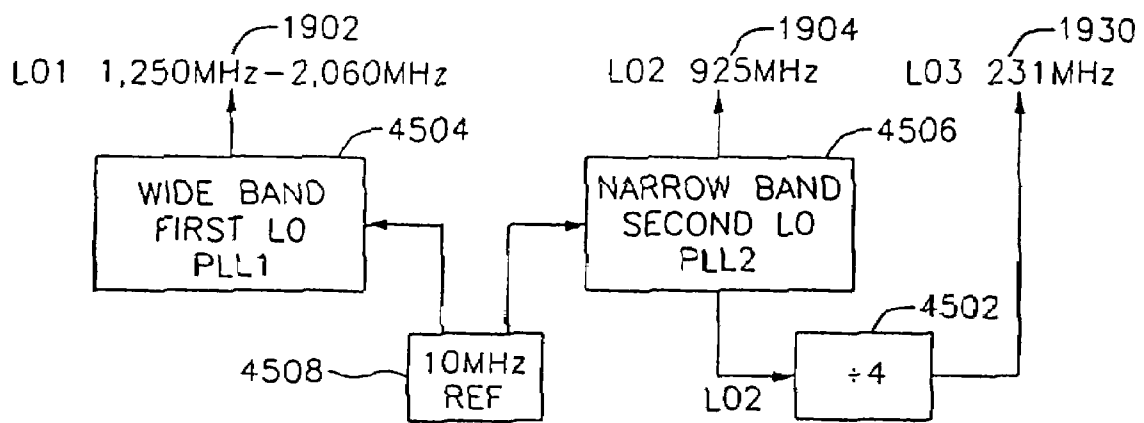 1902
1904
1930
LO1 1,250MHz-2,060MHz
LO2 925MHz
LO3 231MHz
4504
4506
WIDE BAND
FIRST LO
PLL1
NARROW BAND
SECOND LO
PLL2
4502
4508
10MHz
REF
LO2
÷4